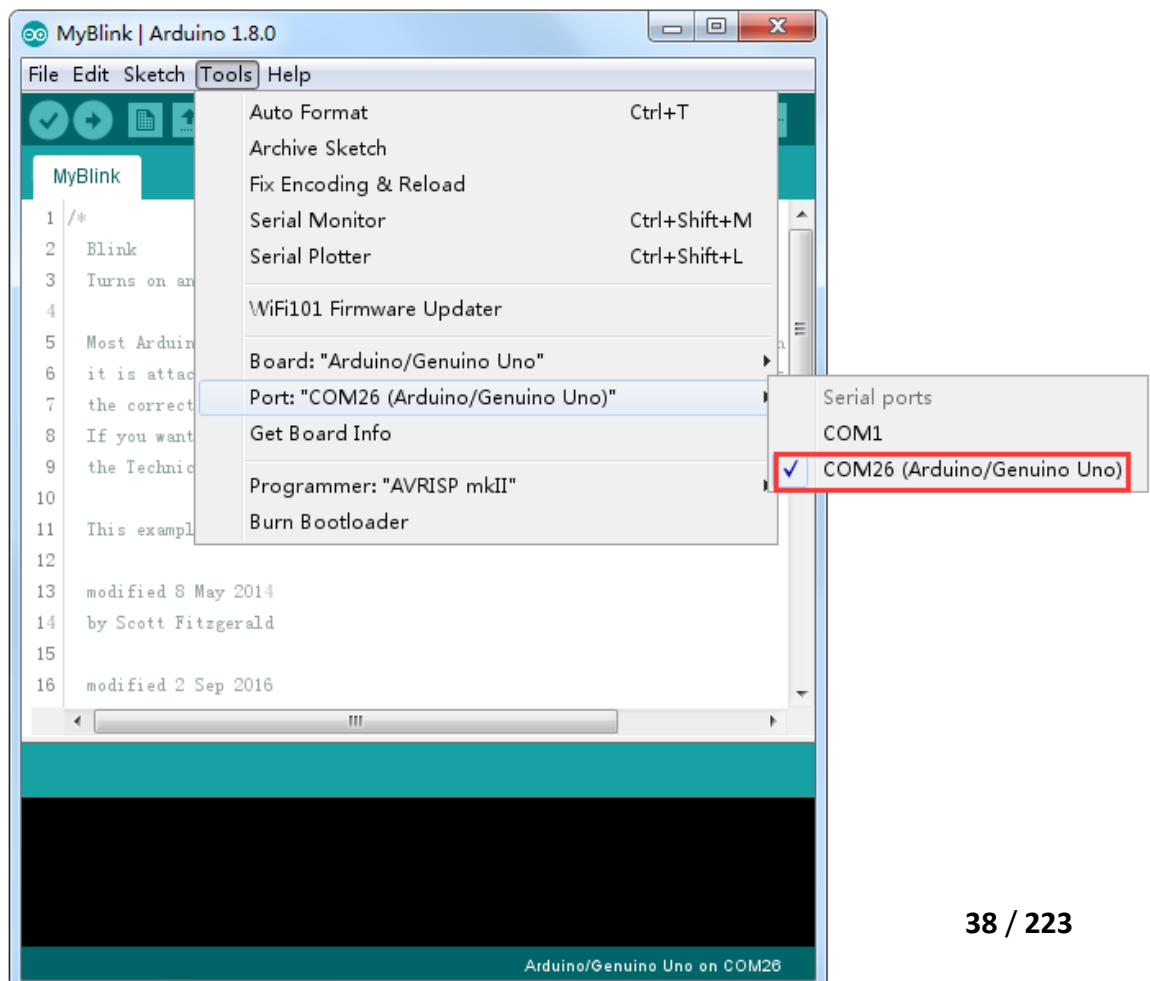 MyBlink | Arduino 1.8.0
File Edit Sketch Tools Help
Auto Format Ctrl+T
Archive Sketch
MyBlink
Fix Encoding & Reload
1 /*
Serial Monitor Ctrl+Shift+M
2 Blink
Serial Plotter Ctrl+Shift+L
3 Turns on an
4
WiFi101 Firmware Updater
5 Most Arduin
Board: "Arduino/Genuino Uno"
6 it is attac
Port: "COM26 (Arduino/Genuino Uno)"
Serial ports
7 the correct
Get Board Info
COM1
8 If you want
9 the Technic
COM26 (Arduino/Genuino Uno)
Programmer: "AVRISP mkII"
10
Burn Bootloader
11 This exampl
12
13 modified 8 May 2014
14 by Scott Fitzgerald
15
16 modified 2 Sep 2016
38 / 223
Arduino/Genuino Uno on COM26